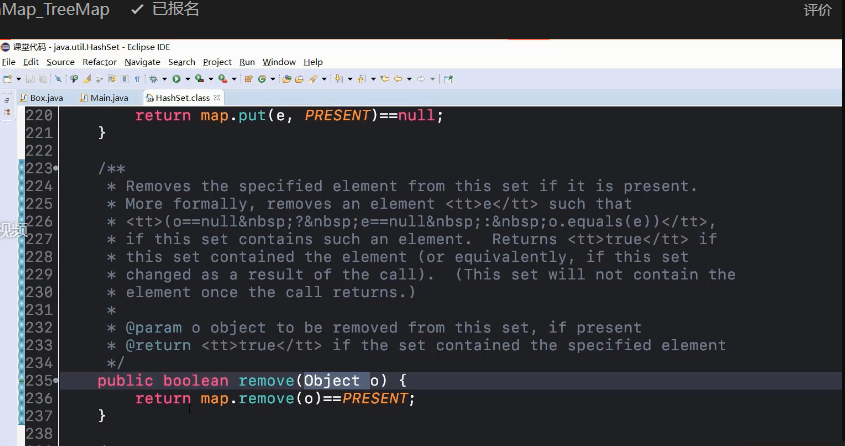 Map_TreeMap ✓ 已报名 评价
课堂代码 - java.util.HashSet - Eclipse IDE
File Edit Source Refactor Navigate Search Project Run Window Help
Box.java Main.java HashSet.class
220 return map.put(e, PRESENT)==null;
221 }
222
223 /**
224 * Removes the specified element from this set if it is present.
225 * More formally, removes an element <tt>e</tt> such that
226 * <tt>(o==null&nbsp;?&nbsp;e==null&nbsp;:&nbsp;o.equals(e))</tt>,
视频
227 * if this set contains such an element.  Returns <tt>true</tt> if
228 * this set contained the element (or equivalently, if this set
229 * changed as a result of the call).  (This set will not contain the
230 * element once the call returns.)
231 *
232 * @param o object to be removed from this set, if present
233 * @return <tt>true</tt> if the set contained the specified element
234 */
235 public boolean remove(Object o) {
236 return map.remove(o)==PRESENT;
237 }
238